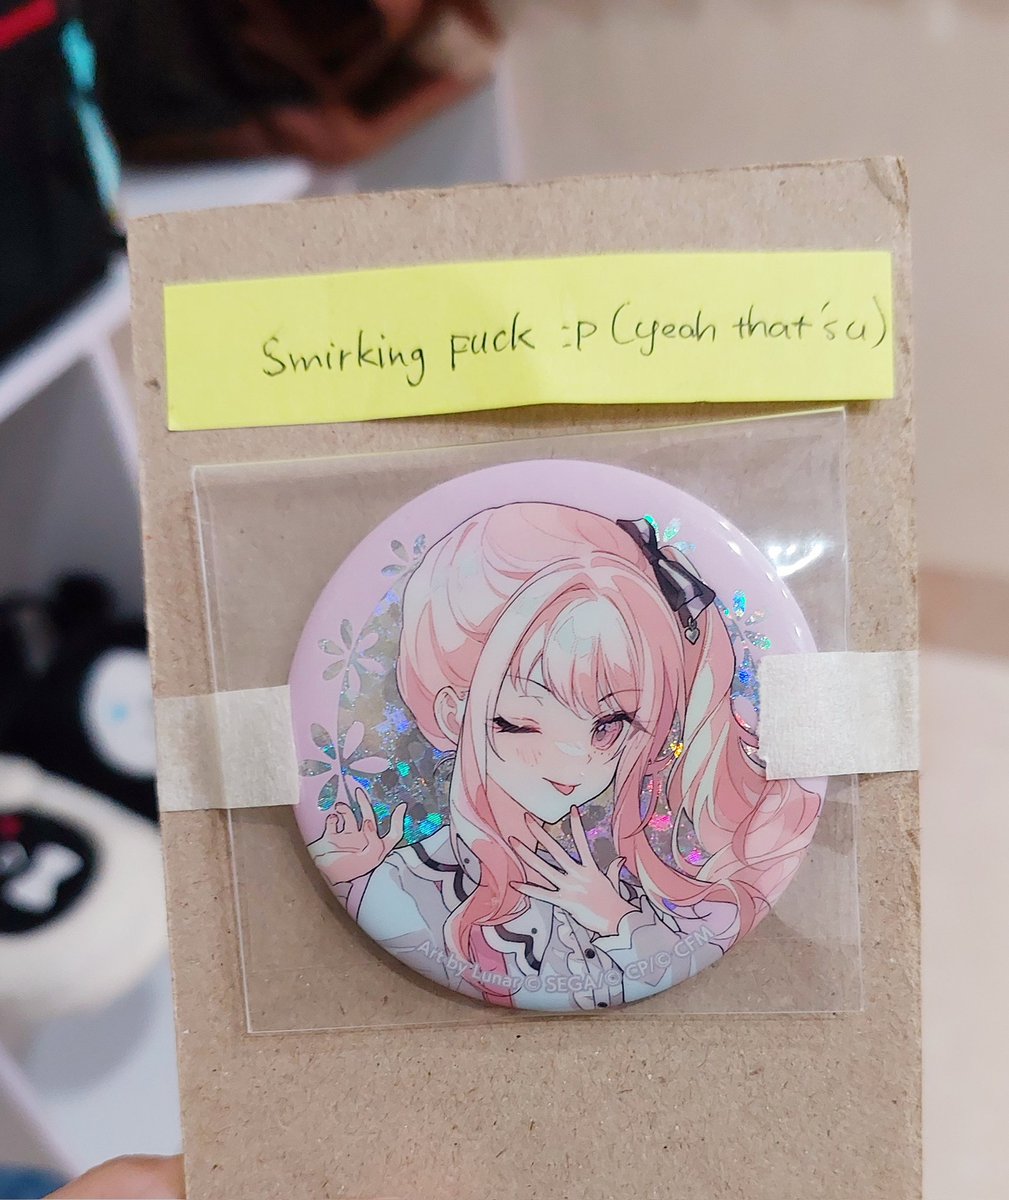 Smirking Fuck :P (yeah that's u)
Art by Lunar © SEGA/© CP/© CFM